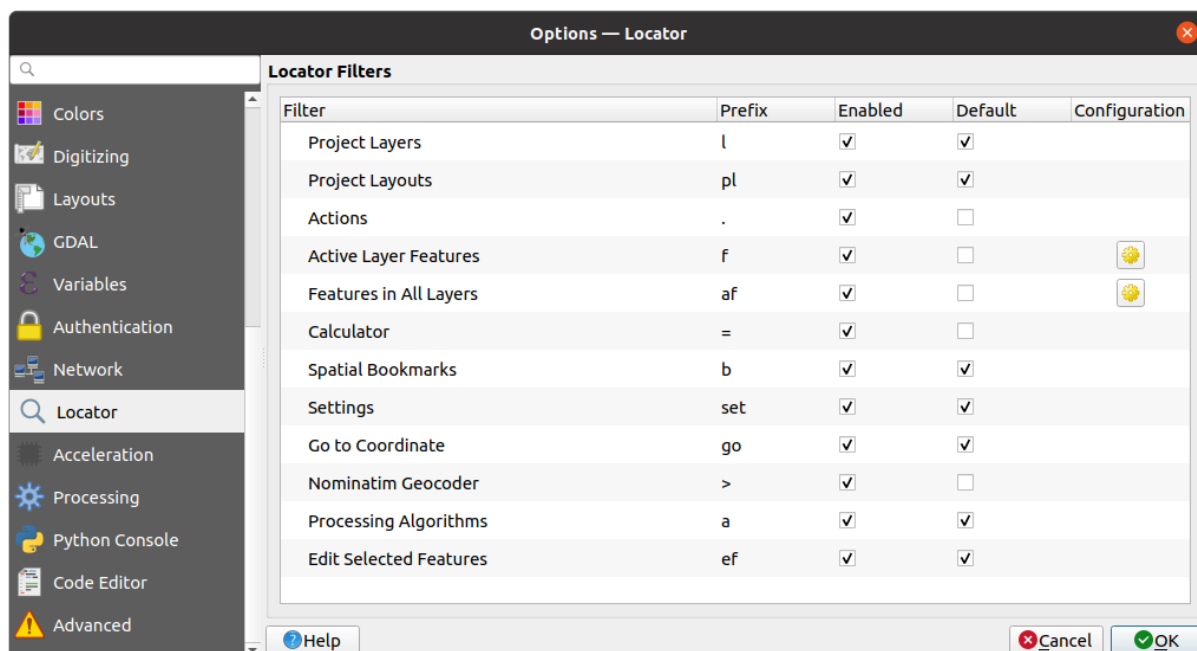 Options — Locator
Colors
Digitizing
Layouts
GDAL
Variables
Authentication
Network
Locator
Acceleration
Processing
Python Console
Code Editor
Advanced
Locator Filters
Filter Prefix Enabled Default Configuration
Project Layers l
Project Layouts pl
Actions .
Active Layer Features f
Features in All Layers af
Calculator =
Spatial Bookmarks b
Settings set
Go to Coordinate go
Nominatim Geocoder >
Processing Algorithms a
Edit Selected Features ef
Help Cancel OK